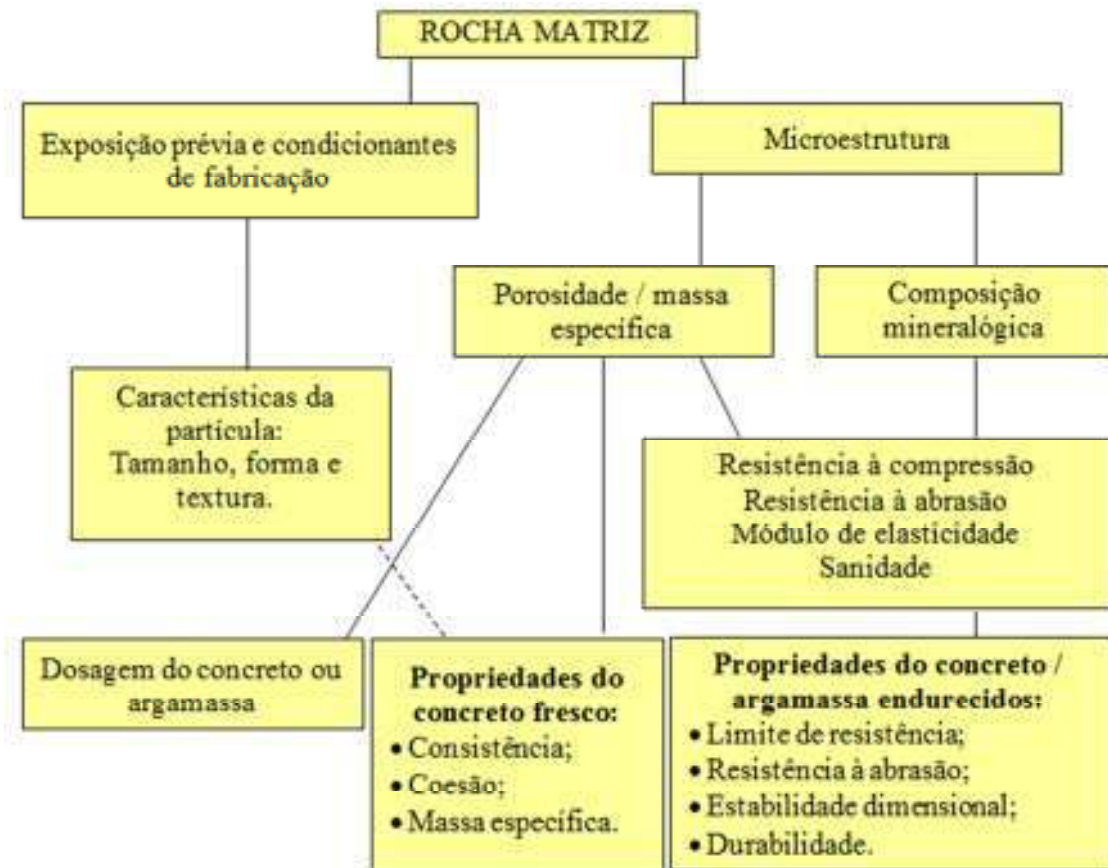 ROCHA MATRIZ
Exposição prévia e condicionantes
de fabricação
Microestrutura
Porosidade / massa
específica
Composição
mineralógica
Características da
partícula:
Tamanho, forma e
textura.
Resistência à compressão
Resistência à abrasão
Módulo de elasticidade
Sanidade
Dosagem do concreto ou
argamassa
Propriedades do
concreto fresco:
• Consistência;
• Coesão;
• Massa específica.
Propriedades do concreto /
argamassa endurecidos:
• Limite de resistência;
• Resistência à abrasão;
• Estabilidade dimensional;
• Durabilidade.